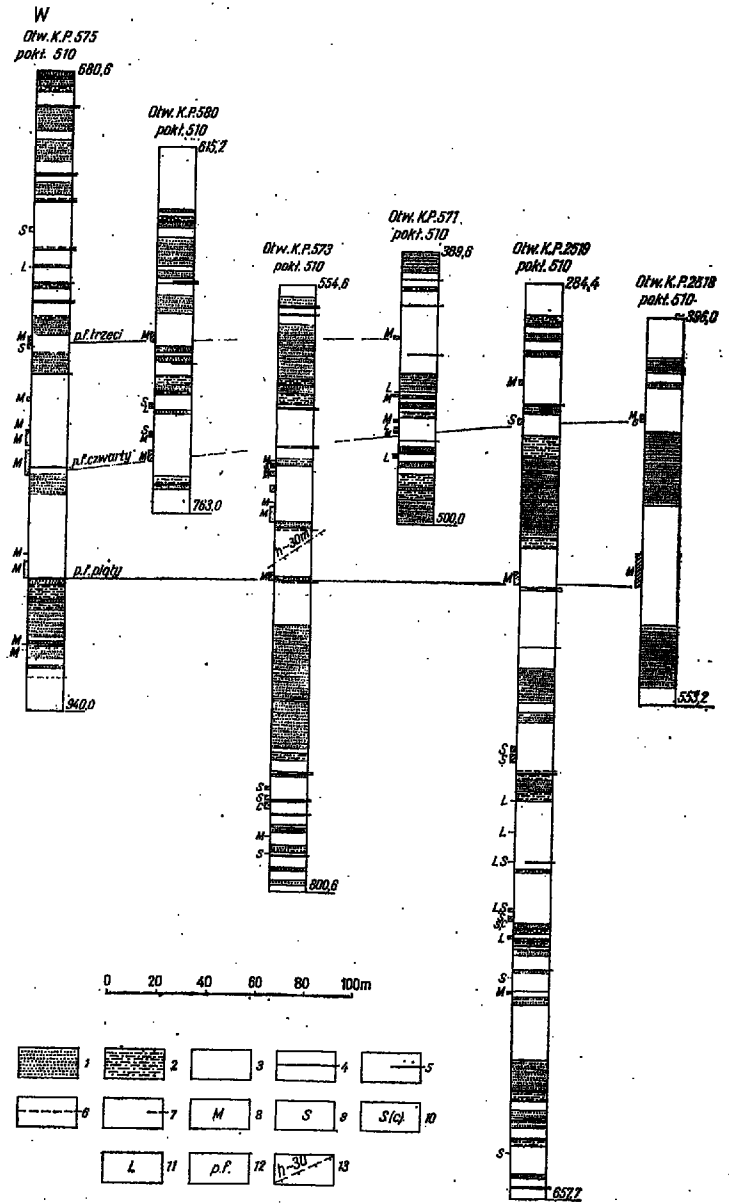 W
Otw. K.P. 575
pokł. 510
680,6
Otw. K.P. 580
pokł. 510
615,2
Otw. K.P. 573
pokł. 510
554,6
Otw. K.P. 571
pokł. 510
389,6
Otw. K.P. 2519
pokł. 510
284,4
Otw. K.P. 2618
pokł. 510
396,0
S
L
M
S
p.f. trzeci
M
M
M
M
M
p.f. czwarty
M
M
p.f. piąty
M
M
940,0
M
S
L
S
M
M
763,0
M
M
M
h~30m
M
S
S
L
M
S
800,6
M
L
M
M
L
M
L
500,0
M
S
M
S
S
L
L
L S
L S
L
S
M
S
657,7
M
M
553,2
0 20 40 60 80 100m
1
2
3
4
5
6
7
M 8
S 9
S(c) 10
L 11
p.f. 12
h~30 13